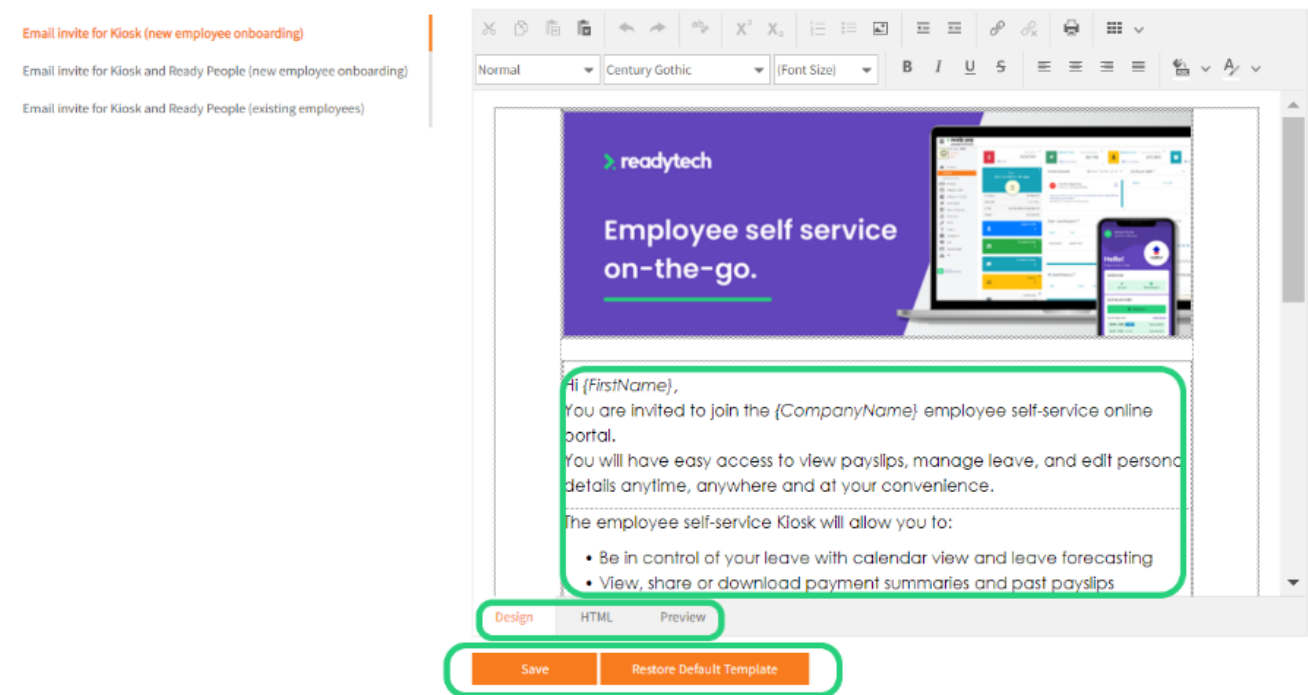 Email invite for Kiosk (new employee onboarding)
Email invite for Kiosk and Ready People (new employee onboarding)
Email invite for Kiosk and Ready People (existing employees)
Normal
Century Gothic
(Font Size)
B I U S
readytech
Employee self service
on-the-go.
Hello!
Hi {FirstName},
You are invited to join the {CompanyName} employee self-service online
portal.
You will have easy access to view payslips, manage leave, and edit persona
details anytime, anywhere and at your convenience.
The employee self-service Kiosk will allow you to:
• Be in control of your leave with calendar view and leave forecasting
• View, share or download payment summaries and past payslips
Design HTML Preview
Save Restore Default Template